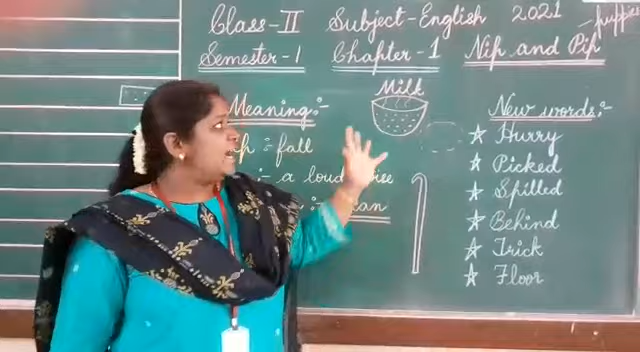 Class-II Subject-English 2021
Semester-1 Chapter-1 Nip and Pip
puppies
Milk
Meaning:-
New words:-
: fall
Hurry
: a loud
Picked
Spilled
Behind
Trick
Floor